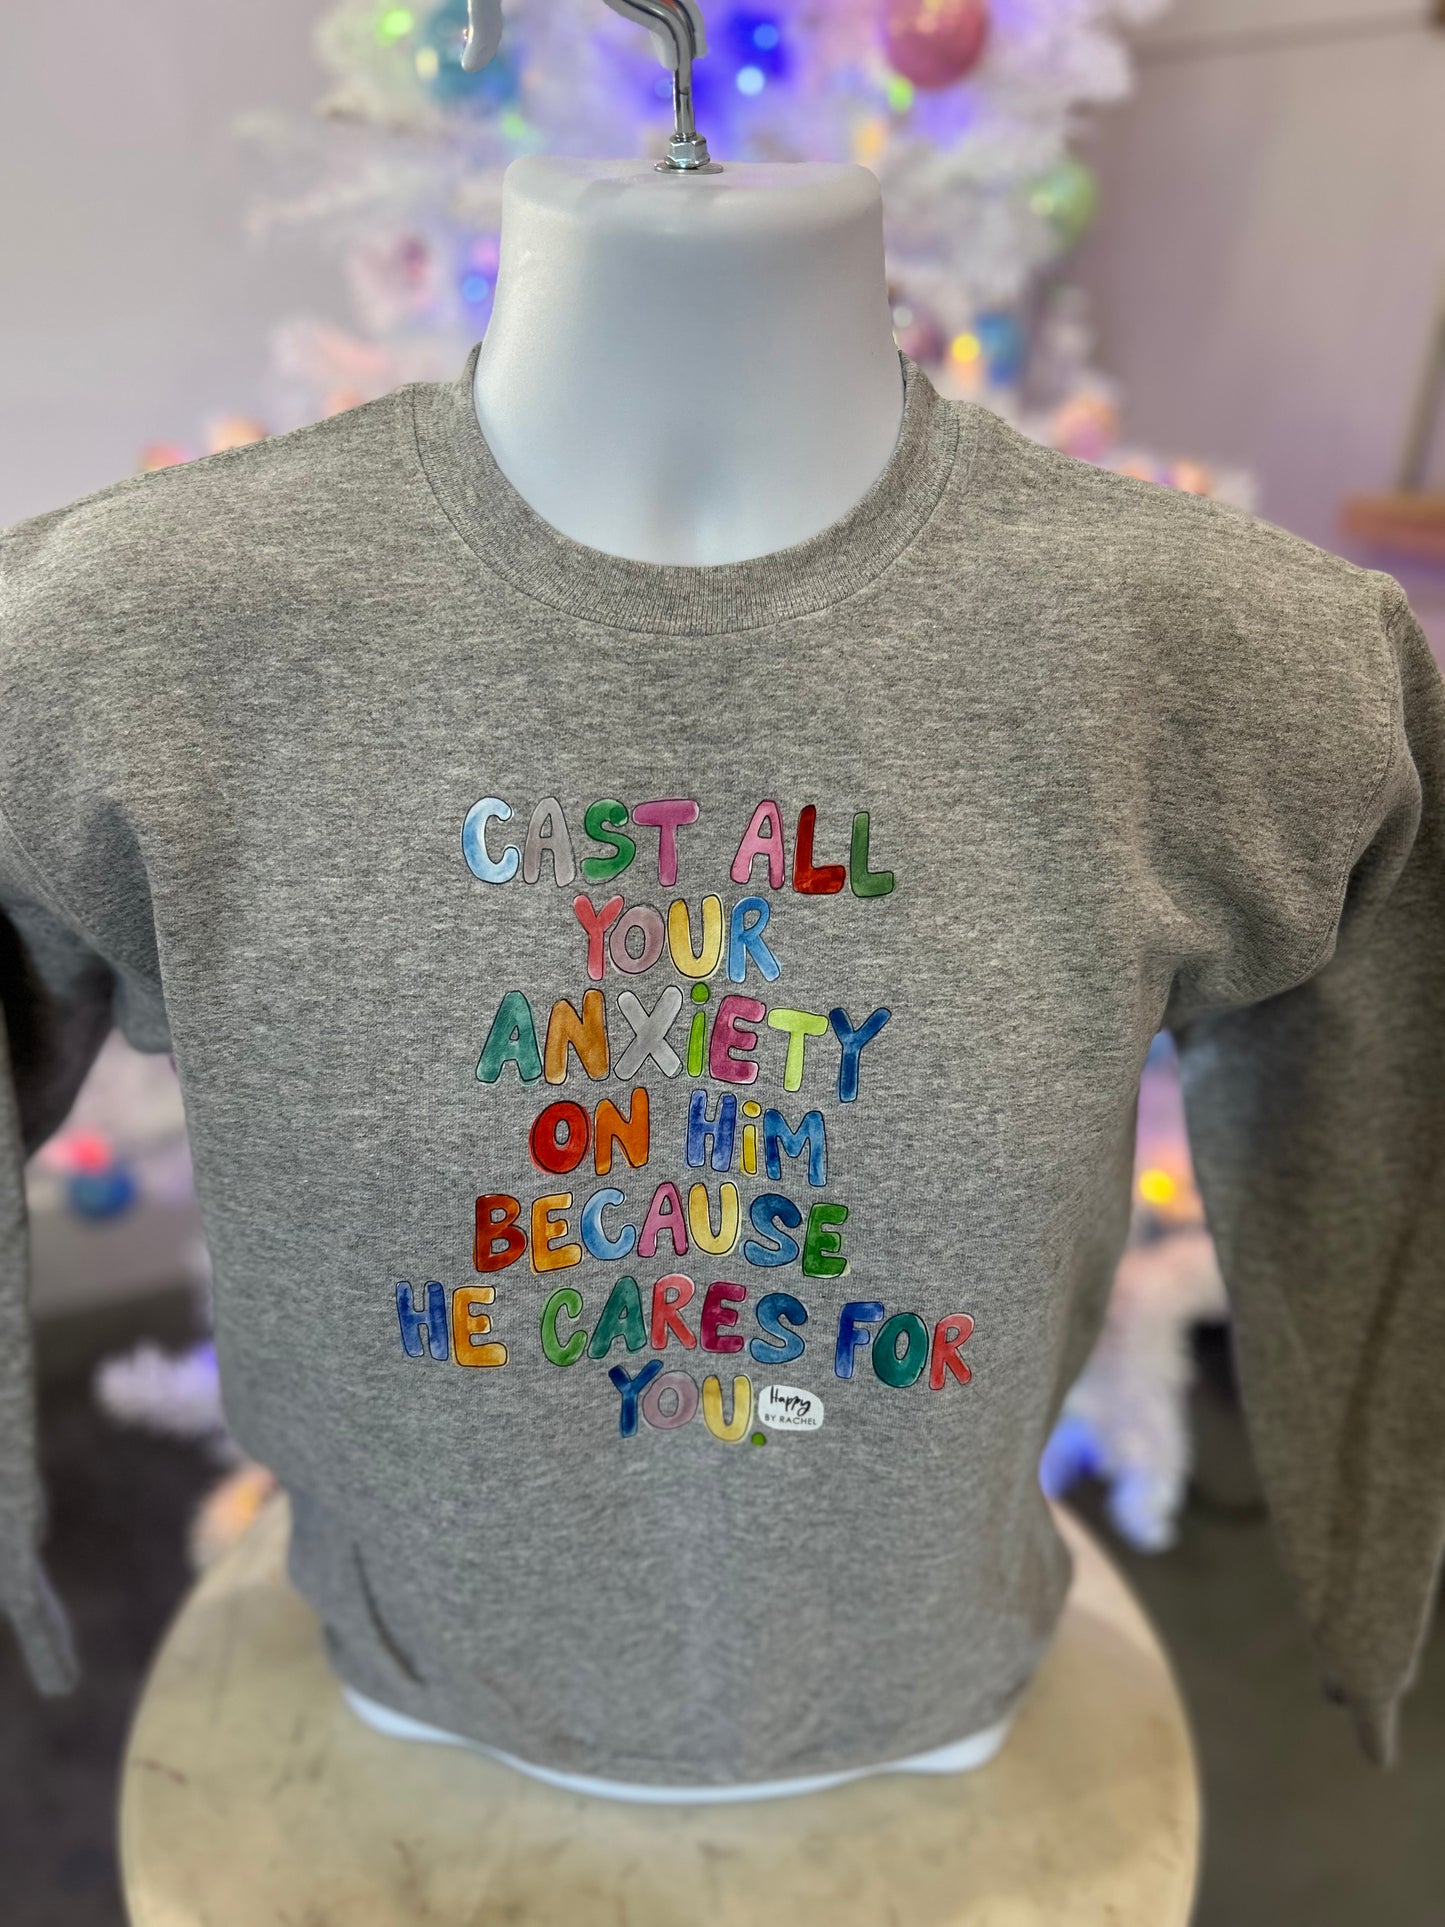 CAST ALL
YOUR
ANXiETY
ON HiM
BECAUSE
HE CARES FOR
YOU.
Happy
BY RACHEL